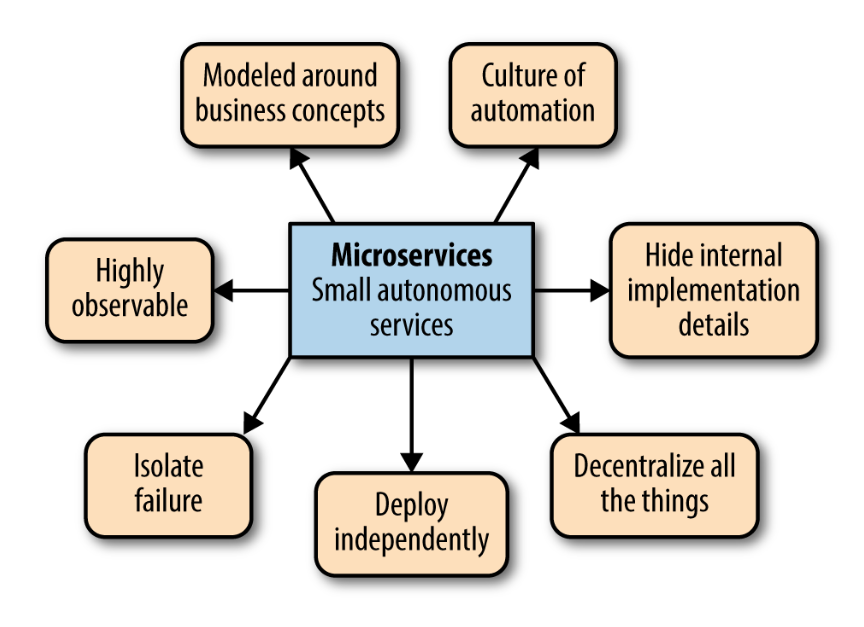 Modeled around
business concepts
Culture of
automation
Highly
observable
Microservices
Small autonomous
services
Hide internal
implementation
details
Isolate
failure
Deploy
independently
Decentralize all
the things